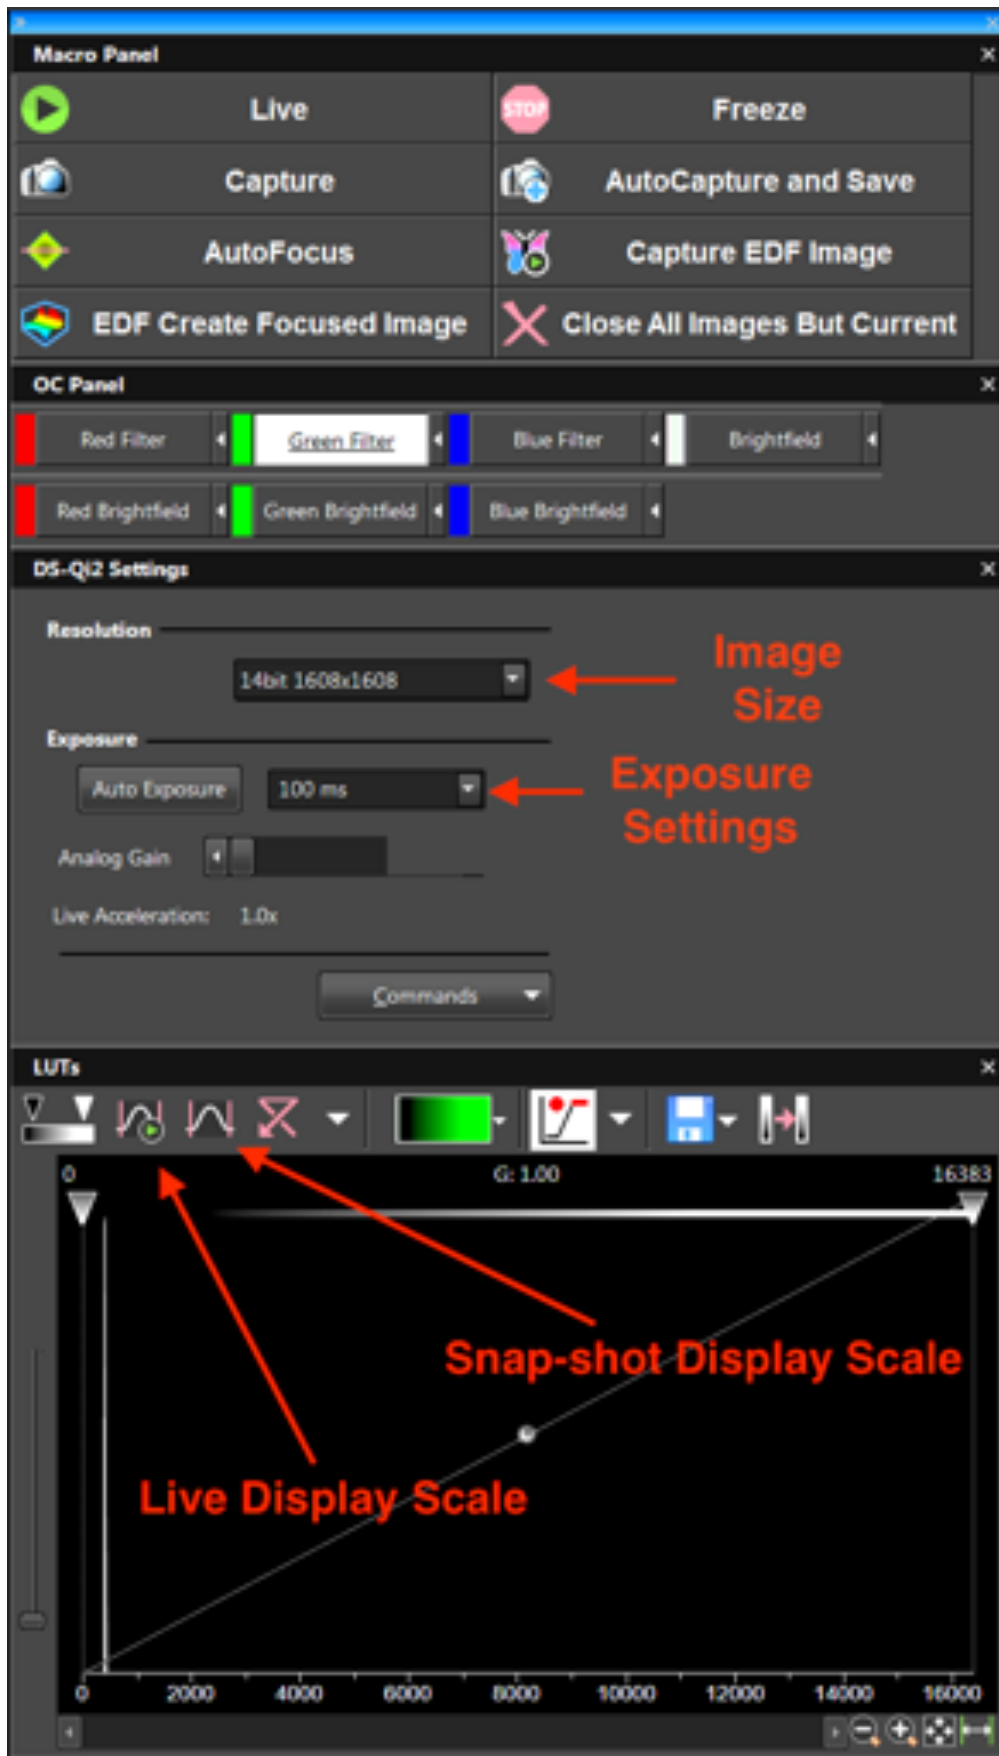 Macro Panel
Live
STOP
Freeze
Capture
AutoCapture and Save
AutoFocus
Capture EDF Image
EDF Create Focused Image
Close All Images But Current
OC Panel
Red Filter
Green Filter
Blue Filter
Brightfield
Red Brightfield
Green Brightfield
Blue Brightfield
DS-Qi2 Settings
Resolution
14bit 1608x1608
Image
Size
Exposure
Auto Exposure
100 ms
Exposure
Settings
Analog Gain
Live Acceleration: 1.0x
Commands
LUTs
0
G: 1.00
16383
Snap-shot Display Scale
Live Display Scale
0 2000 4000 6000 8000 10000 12000 14000 16000